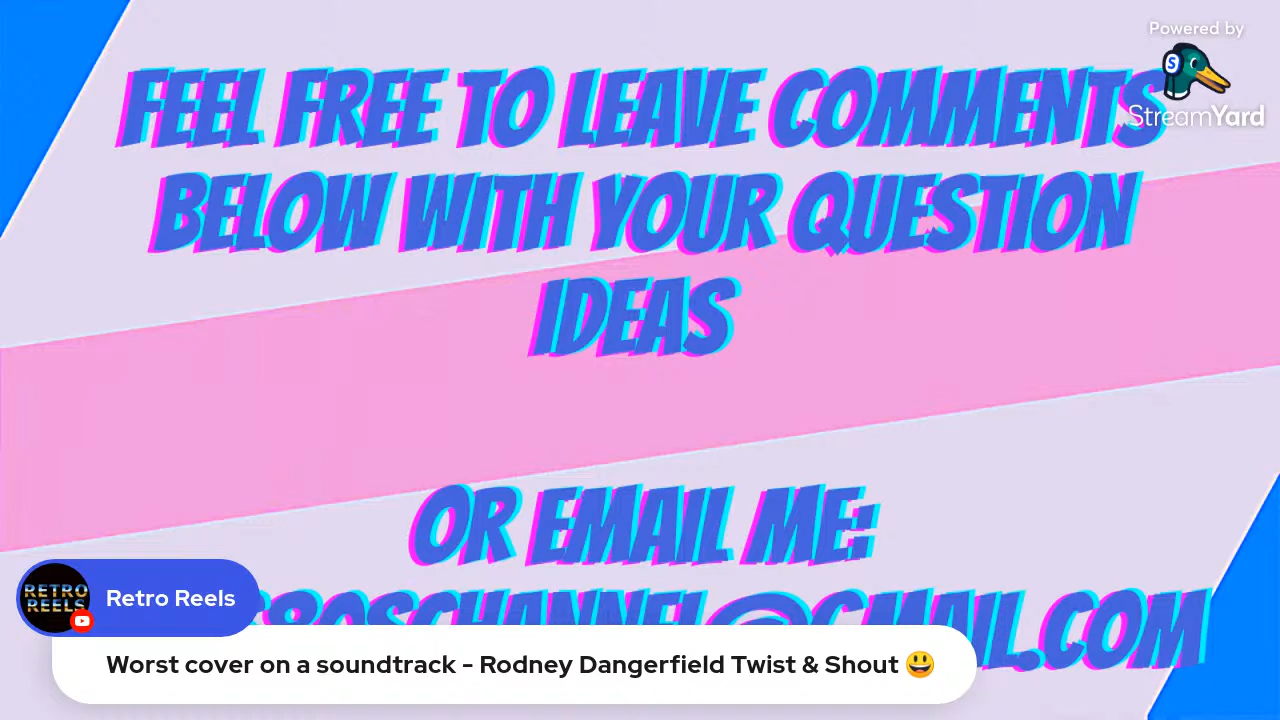 Powered by
StreamYard
FEEL FREE TO LEAVE COMMENTS
BELOW WITH YOUR QUESTION
IDEAS
OR EMAIL ME:
RETRO
REELS
Retro Reels
Worst cover on a soundtrack - Rodney Dangerfield Twist & Shout 😃